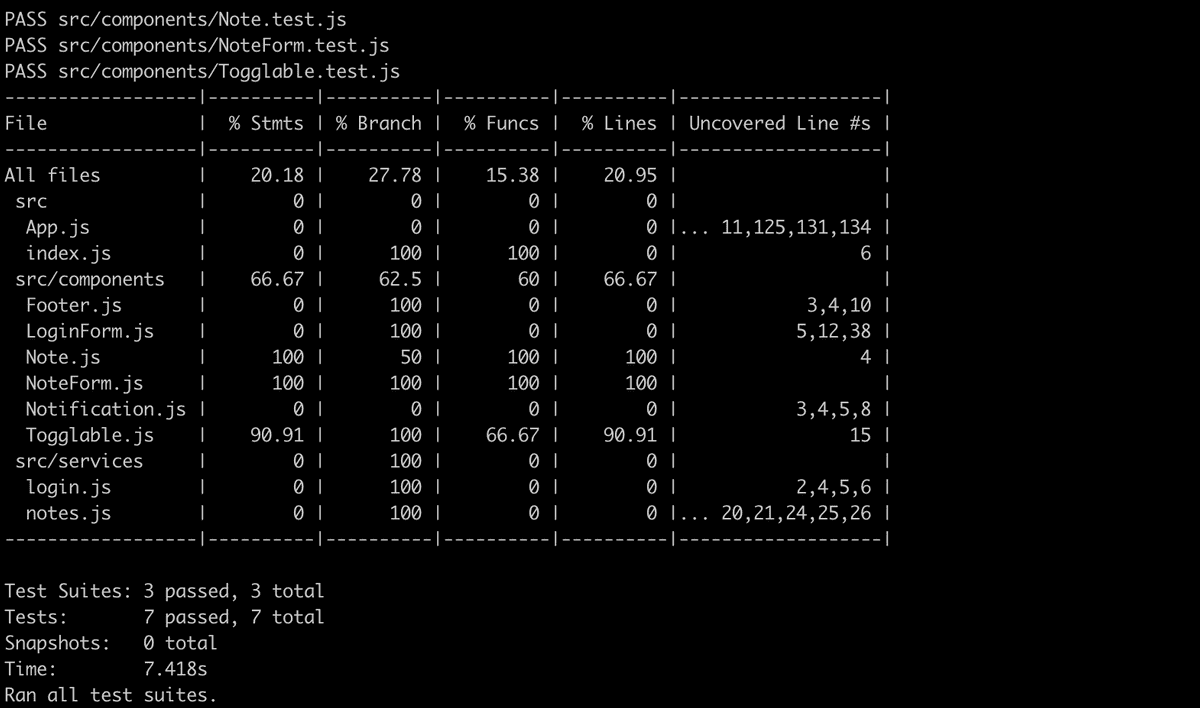 PASS src/components/Note.test.js
PASS src/components/NoteForm.test.js
PASS src/components/Togglable.test.js
------------------|----------|----------|----------|----------|-------------------|
File              |  % Stmts | % Branch |  % Funcs |  % Lines | Uncovered Line #s |
------------------|----------|----------|----------|----------|-------------------|
All files         |    20.18 |    27.78 |    15.38 |    20.95 |                   |
 src              |        0 |        0 |        0 |        0 |                   |
  App.js          |        0 |        0 |        0 |        0 |... 11,125,131,134 |
  index.js        |        0 |      100 |      100 |        0 |                 6 |
 src/components   |    66.67 |     62.5 |       60 |    66.67 |                   |
  Footer.js       |        0 |      100 |        0 |        0 |            3,4,10 |
  LoginForm.js    |        0 |      100 |        0 |        0 |           5,12,38 |
  Note.js         |      100 |       50 |      100 |      100 |                 4 |
  NoteForm.js     |      100 |      100 |      100 |      100 |                   |
  Notification.js |        0 |        0 |        0 |        0 |           3,4,5,8 |
  Togglable.js    |    90.91 |      100 |    66.67 |    90.91 |                15 |
 src/services     |        0 |      100 |        0 |        0 |                   |
  login.js        |        0 |      100 |        0 |        0 |           2,4,5,6 |
  notes.js        |        0 |      100 |        0 |        0 |... 20,21,24,25,26 |
------------------|----------|----------|----------|----------|-------------------|
Test Suites: 3 passed, 3 total
Tests:       7 passed, 7 total
Snapshots:   0 total
Time:        7.418s
Ran all test suites.